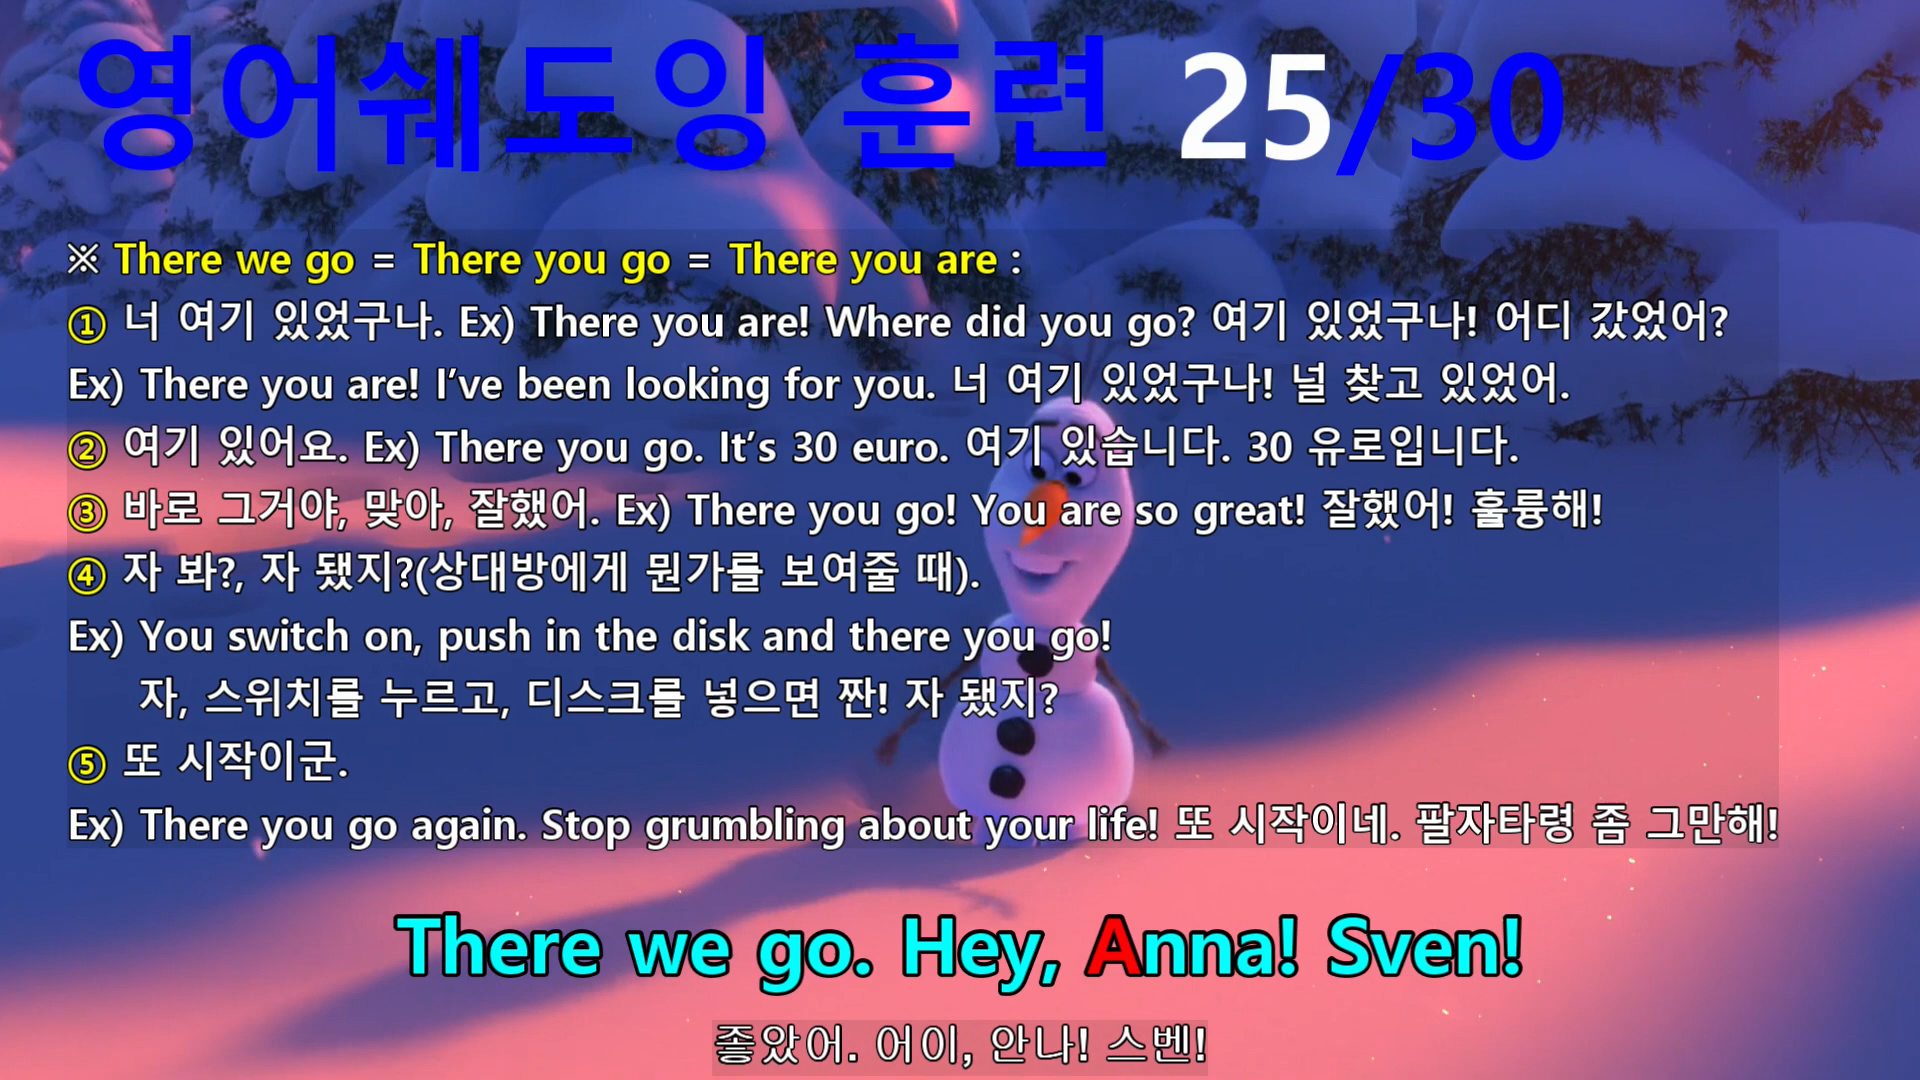 영어쉐도잉 훈련 25/30
※ There we go = There you go = There you are :
① 너 여기 있었구나. Ex) There you are! Where did you go? 여기 있었구나! 어디 갔었어?
Ex) There you are! I’ve been looking for you. 너 여기 있었구나! 널 찾고 있었어.
② 여기 있어요. Ex) There you go. It’s 30 euro. 여기 있습니다. 30 유로입니다.
③ 바로 그거야, 맞아, 잘했어. Ex) There you go! You are so great! 잘했어! 훌륭해!
④ 자 봐?, 자 됐지?(상대방에게 뭔가를 보여줄 때).
Ex) You switch on, push in the disk and there you go!
자, 스위치를 누르고, 디스크를 넣으면 짠! 자 됐지?
⑤ 또 시작이군.
Ex) There you go again. Stop grumbling about your life! 또 시작이네. 팔자타령 좀 그만해!
There we go. Hey, Anna! Sven!
좋았어. 어이, 안나! 스벤!